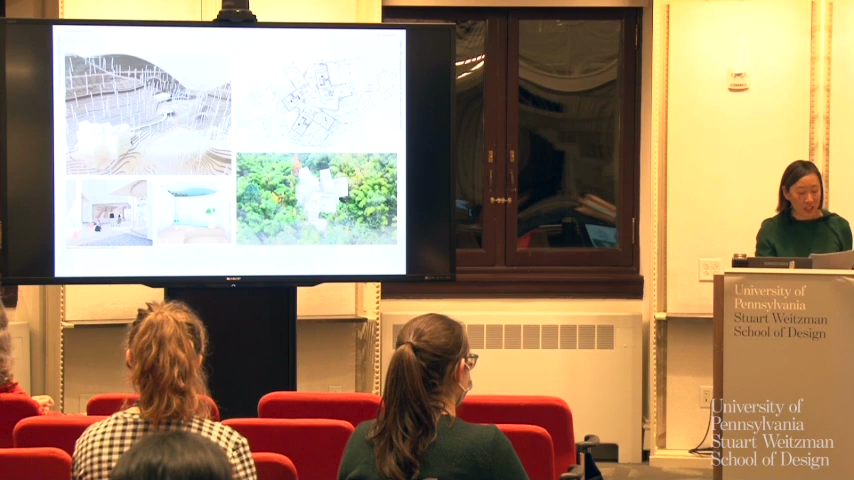 University of
Pennsylvania
Stuart Weitzman
School of Design
University of
Pennsylvania
Stuart Weitzman
School of Design